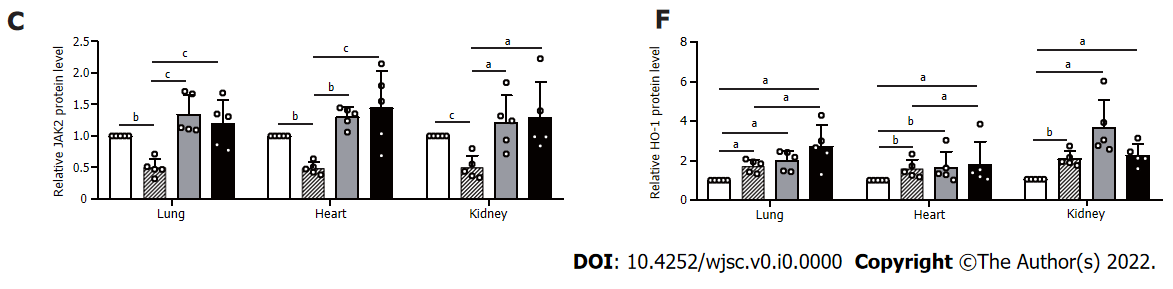 C
F
Relative JAK2 protein level
2.5
2.0
1.5
1.0
0.5
0
b
c
c
b
b
c
c
a
a
Lung
Heart
Kidney
Relative HO-1 protein level
8
6
4
2
0
a
a
a
a
b
b
a
a
b
a
a
Lung
Heart
Kidney
DOI: 10.4252/wjsc.v0.i0.0000 Copyright ©The Author(s) 2022.